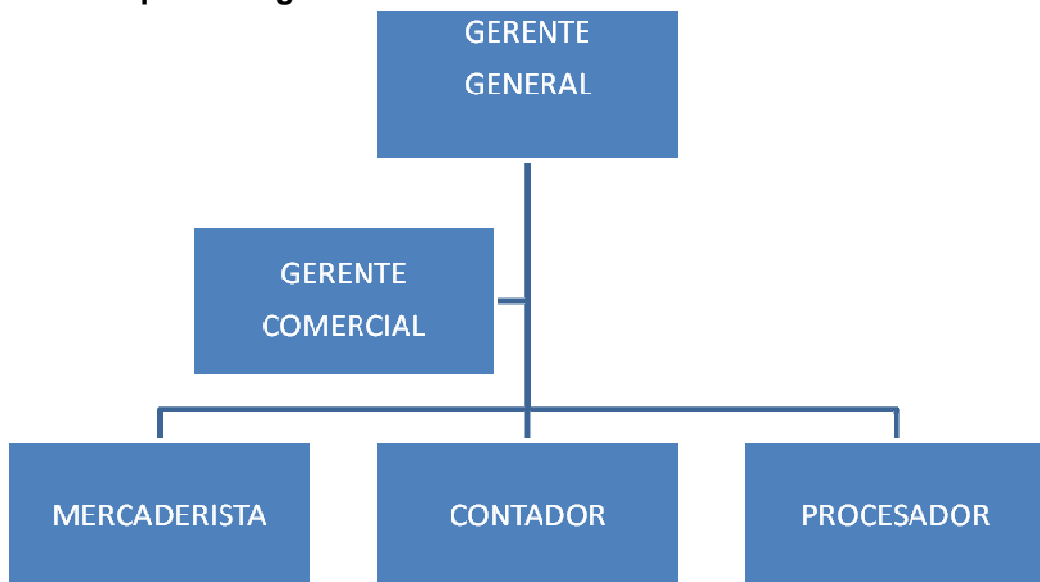 GERENTE
GENERAL
GERENTE
COMERCIAL
MERCADERISTA
CONTADOR
PROCESADOR